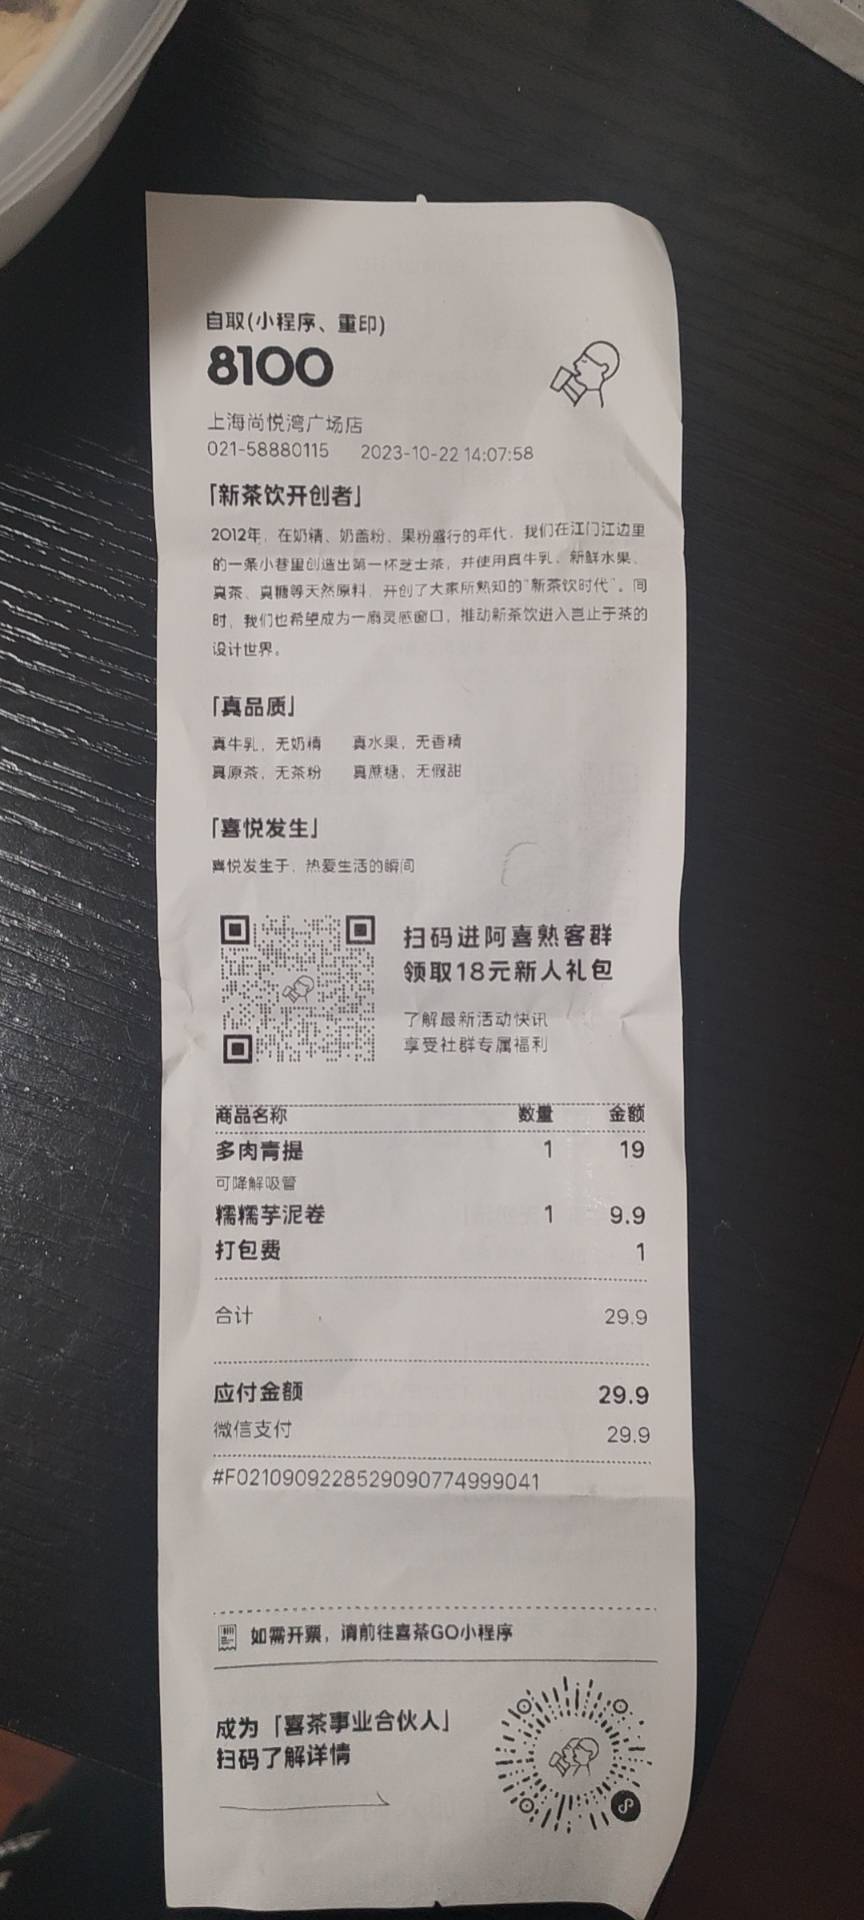 自取(小程序、重印)
8100
上海尚悦湾广场店
021-58880115 2023-10-22 14:07:58
「新茶饮开创者」
2012年，在奶精、奶盖粉、果粉盛行的年代，我们在江门江边里
的一条小巷里创造出第一杯芝士茶，并使用真牛乳、新鲜水果、
真茶、真糖等天然原料，开创了大家所熟知的“新茶饮时代”。同
时，我们也希望成为一扇灵感窗口，推动新茶饮进入岂止于茶的
设计世界。
「真品质」
真牛乳，无奶精 真水果，无香精
真原茶，无茶粉 真蔗糖，无假甜
「喜悦发生」
喜悦发生于，热爱生活的瞬间
扫码进阿喜熟客群
领取18元新人礼包
了解最新活动快讯
享受社群专属福利
商品名称 数量 金额
多肉青提 1 19
可降解吸管
糯糯芋泥卷 1 9.9
打包费 1
合计 29.9
应付金额 29.9
微信支付 29.9
#F0210909228529090774999041
如需开票，请前往喜茶GO小程序
成为「喜茶事业合伙人」
扫码了解详情